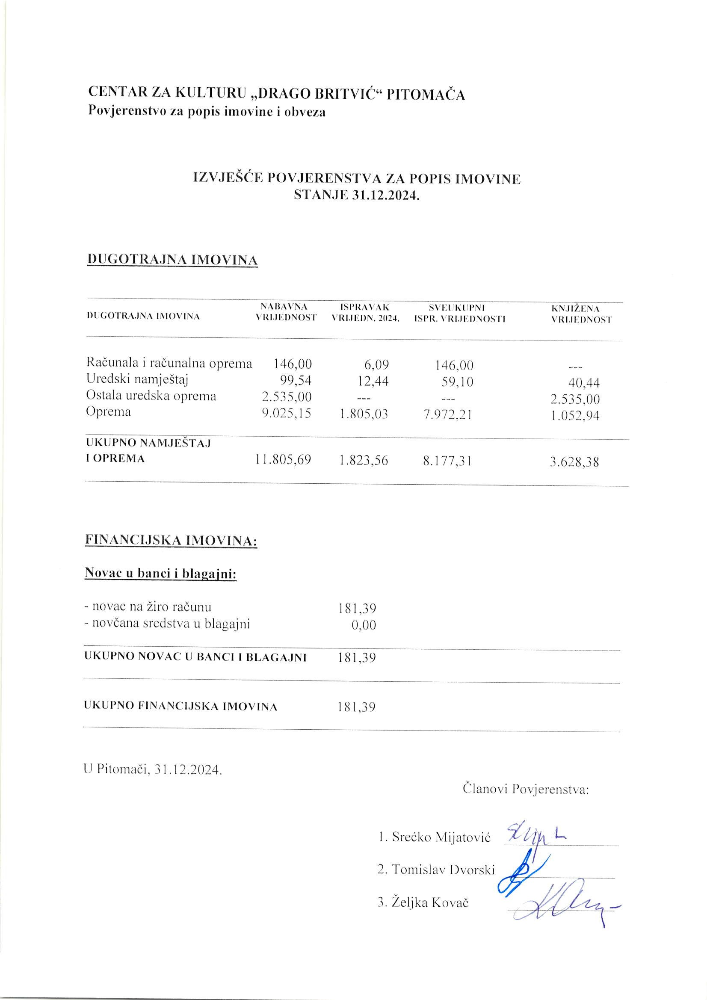 CENTAR ZA KULTURU „DRAGO BRITVIĆ“ PITOMAČA
Povjerenstvo za popis imovine i obveza
IZVJEŠĆE POVJERENSTVA ZA POPIS IMOVINE
STANJE 31.12.2024.
DUGOTRAJNA IMOVINA
DUGOTRAJNA IMOVINA NABAVNA VRIJEDNOST ISPRAVAK VRIJEDN. 2024. SVEUKUPNI ISPR. VRIJEDNOSTI KNJIŽENA VRIJEDNOST
Računala i računalna oprema 146,00 6,09 146,00 ---
Uredski namještaj 99,54 12,44 59,10 40,44
Ostala uredska oprema 2.535,00 --- --- 2.535,00
Oprema 9.025,15 1.805,03 7.972,21 1.052,94
UKUPNO NAMJEŠTAJ
I OPREMA 11.805,69 1.823,56 8.177,31 3.628,38
FINANCIJSKA IMOVINA:
Novac u banci i blagajni:
- novac na žiro računu 181,39
- novčana sredstva u blagajni 0,00
UKUPNO NOVAC U BANCI I BLAGAJNI 181,39
UKUPNO FINANCIJSKA IMOVINA 181,39
U Pitomači, 31.12.2024.
Članovi Povjerenstva:
1. Srećko Mijatović
2. Tomislav Dvorski
3. Željka Kovač